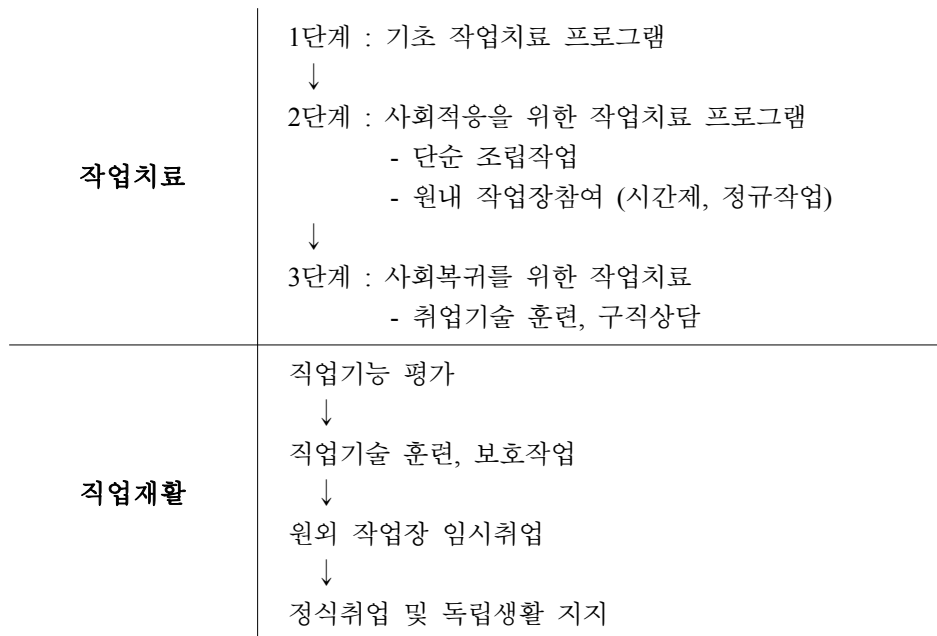 작업치료
1단계 : 기초 작업치료 프로그램
↓
2단계 : 사회적응을 위한 작업치료 프로그램
- 단순 조립작업
- 원내 작업장참여 (시간제, 정규작업)
↓
3단계 : 사회복귀를 위한 작업치료
- 취업기술 훈련, 구직상담
직업재활
직업기능 평가
↓
직업기술 훈련, 보호작업
↓
원외 작업장 임시취업
↓
정식취업 및 독립생활 지지